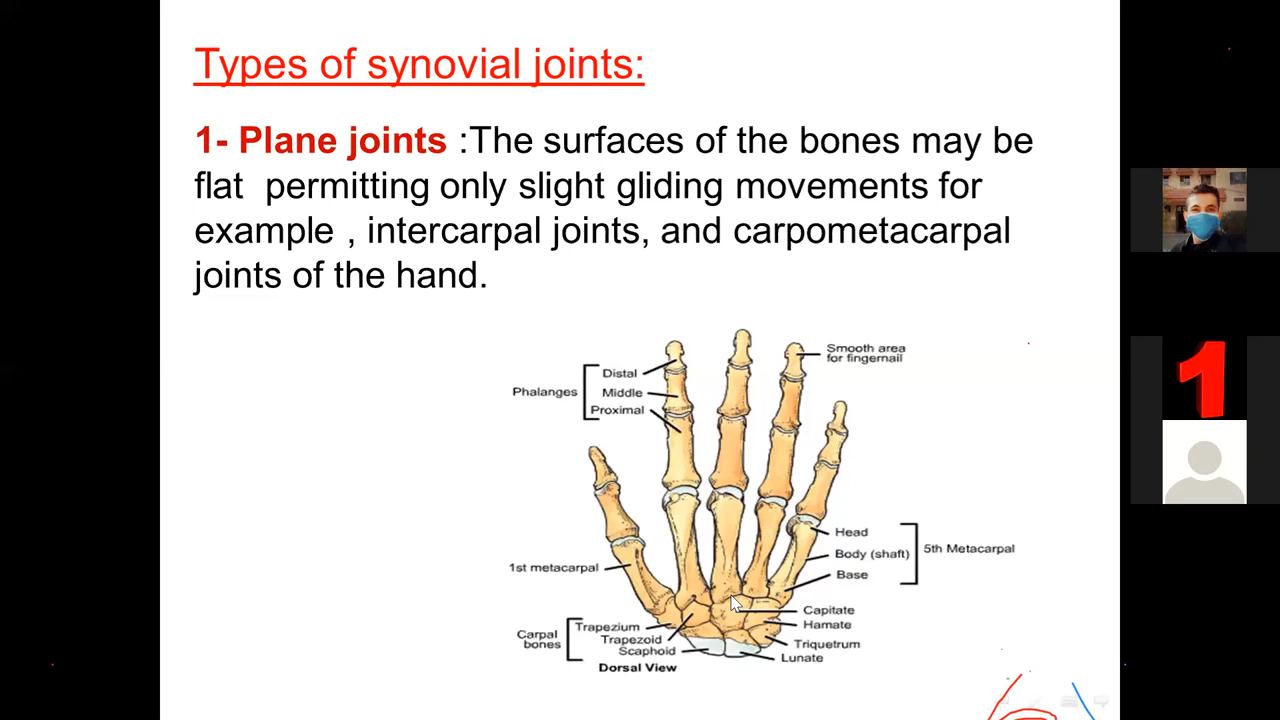 Types of synovial joints:
1- Plane joints :The surfaces of the bones may be
flat permitting only slight gliding movements for
example , intercarpal joints, and carpometacarpal
joints of the hand.
Smooth area
for fingernail
Phalanges
Distal
Middle
Proximal
1st metacarpal
Head
Body (shaft)
Base
5th Metacarpal
Carpal
bones
Trapezium
Trapezoid
Scaphoid
Capitate
Hamate
Triquetrum
Lunate
Dorsal View
1